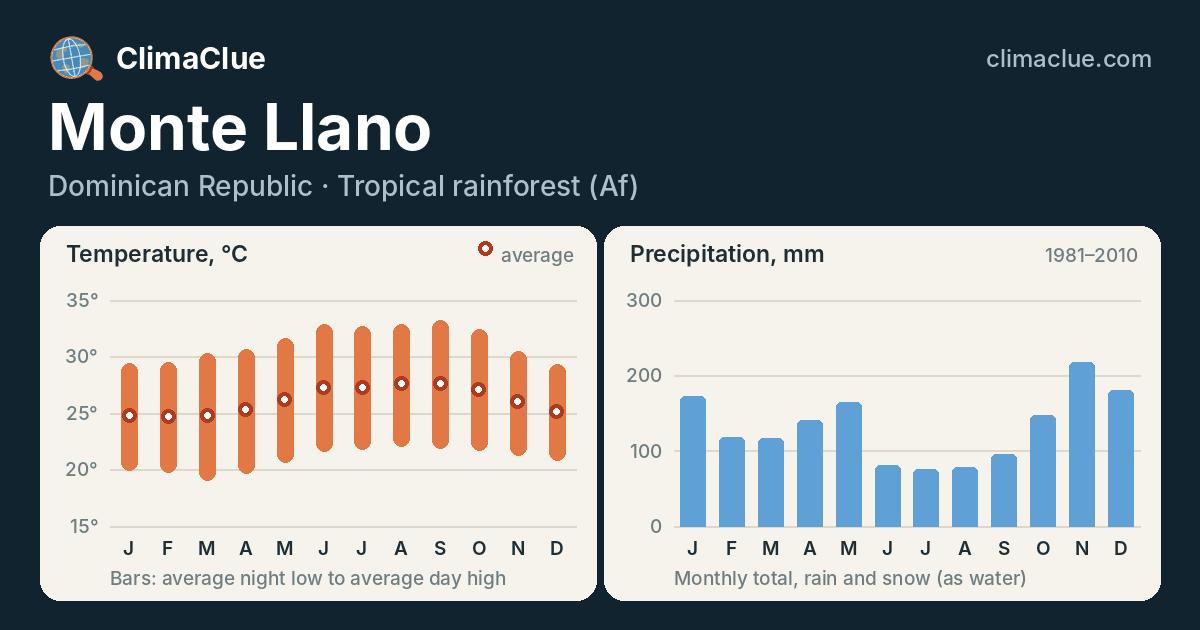 ClimaClue
climaclue.com
Monte Llano
Dominican Republic · Tropical rainforest (Af)
Temperature, °C
average
35°
30°
25°
20°
15°
J F M A M J J A S O N D
Bars: average night low to average day high
Precipitation, mm
1981–2010
300
200
100
0
J F M A M J J A S O N D
Monthly total, rain and snow (as water)